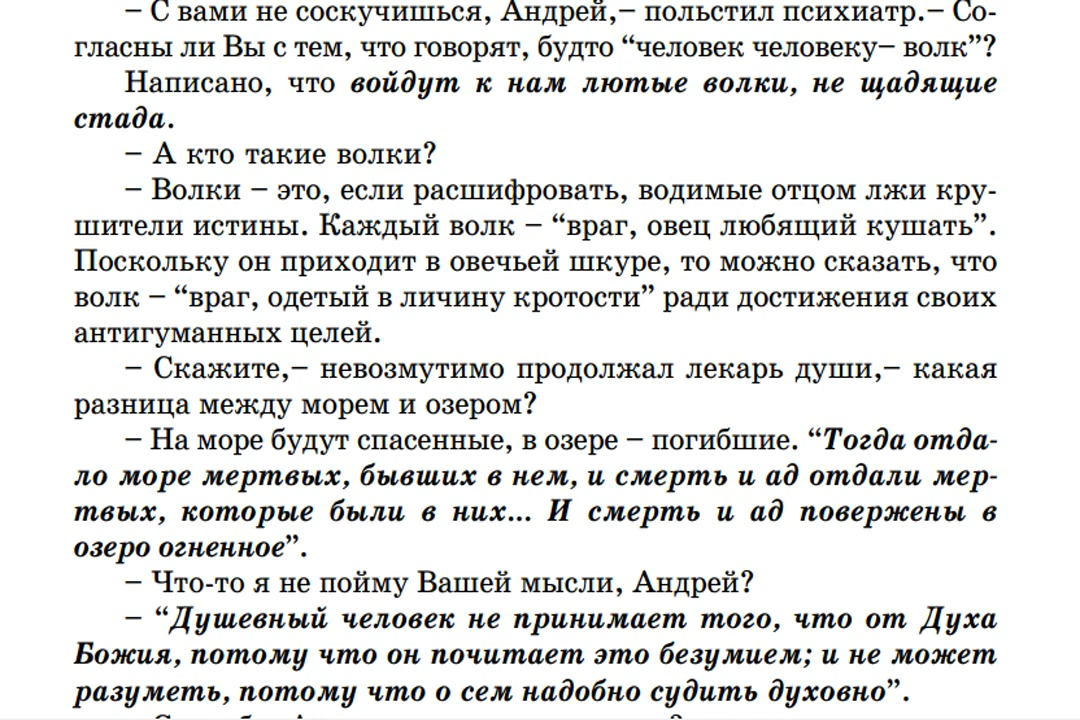 – С вами не соскучишься, Андрей,– польстил психиатр.– Со-
гласны ли Вы с тем, что говорят, будто “человек человеку– волк”?
Написано, что войдут к нам лютые волки, не щадящие
стада.
– А кто такие волки?
– Волки – это, если расшифровать, водимые отцом лжи кру-
шители истины. Каждый волк – “враг, овец любящий кушать”.
Поскольку он приходит в овечьей шкуре, то можно сказать, что
волк – “враг, одетый в личину кротости” ради достижения своих
антигуманных целей.
– Скажите,– невозмутимо продолжал лекарь души,– какая
разница между морем и озером?
– На море будут спасенные, в озере – погибшие. “Тогда отда-
ло море мертвых, бывших в нем, и смерть и ад отдали мер-
твых, которые были в них... И смерть и ад повержены в
озеро огненное”.
– Что-то я не пойму Вашей мысли, Андрей?
– “Душевный человек не принимает того, что от Духа
Божия, потому что он почитает это безумием; и не может
разуметь, потому что о сем надобно судить духовно”.